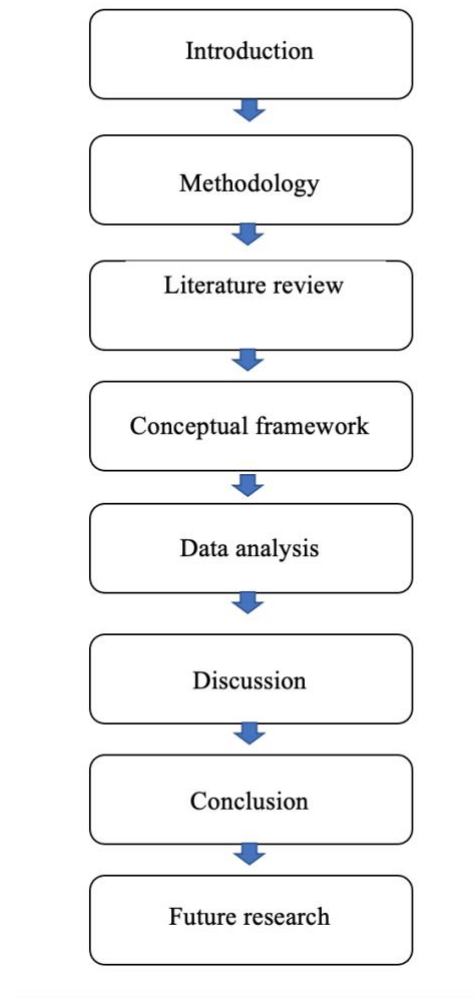 Introduction
Methodology
Literature review
Conceptual framework
Data analysis
Discussion
Conclusion
Future research